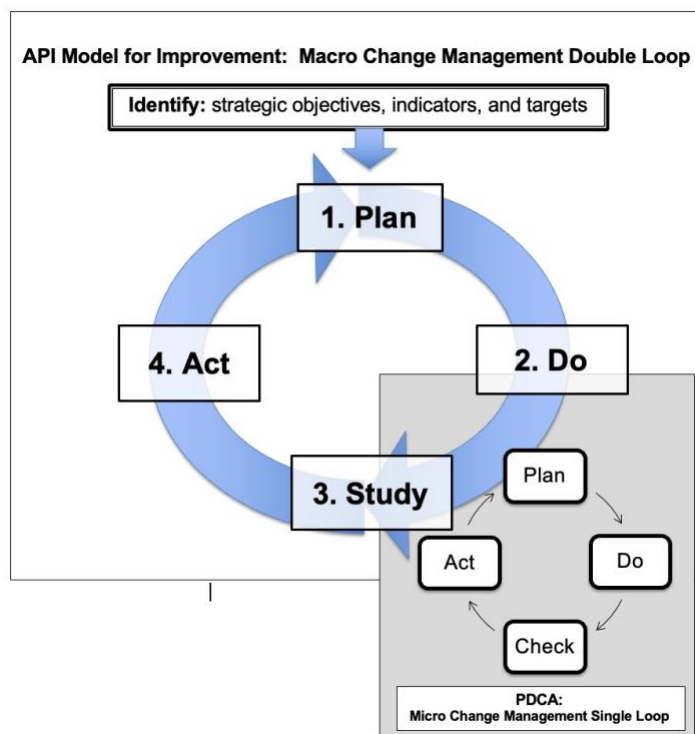 API Model for Improvement: Macro Change Management Double Loop
Identify: strategic objectives, indicators, and targets
1. Plan
4. Act
2. Do
3. Study
Plan
Act
Do
Check
PDCA:
Micro Change Management Single Loop